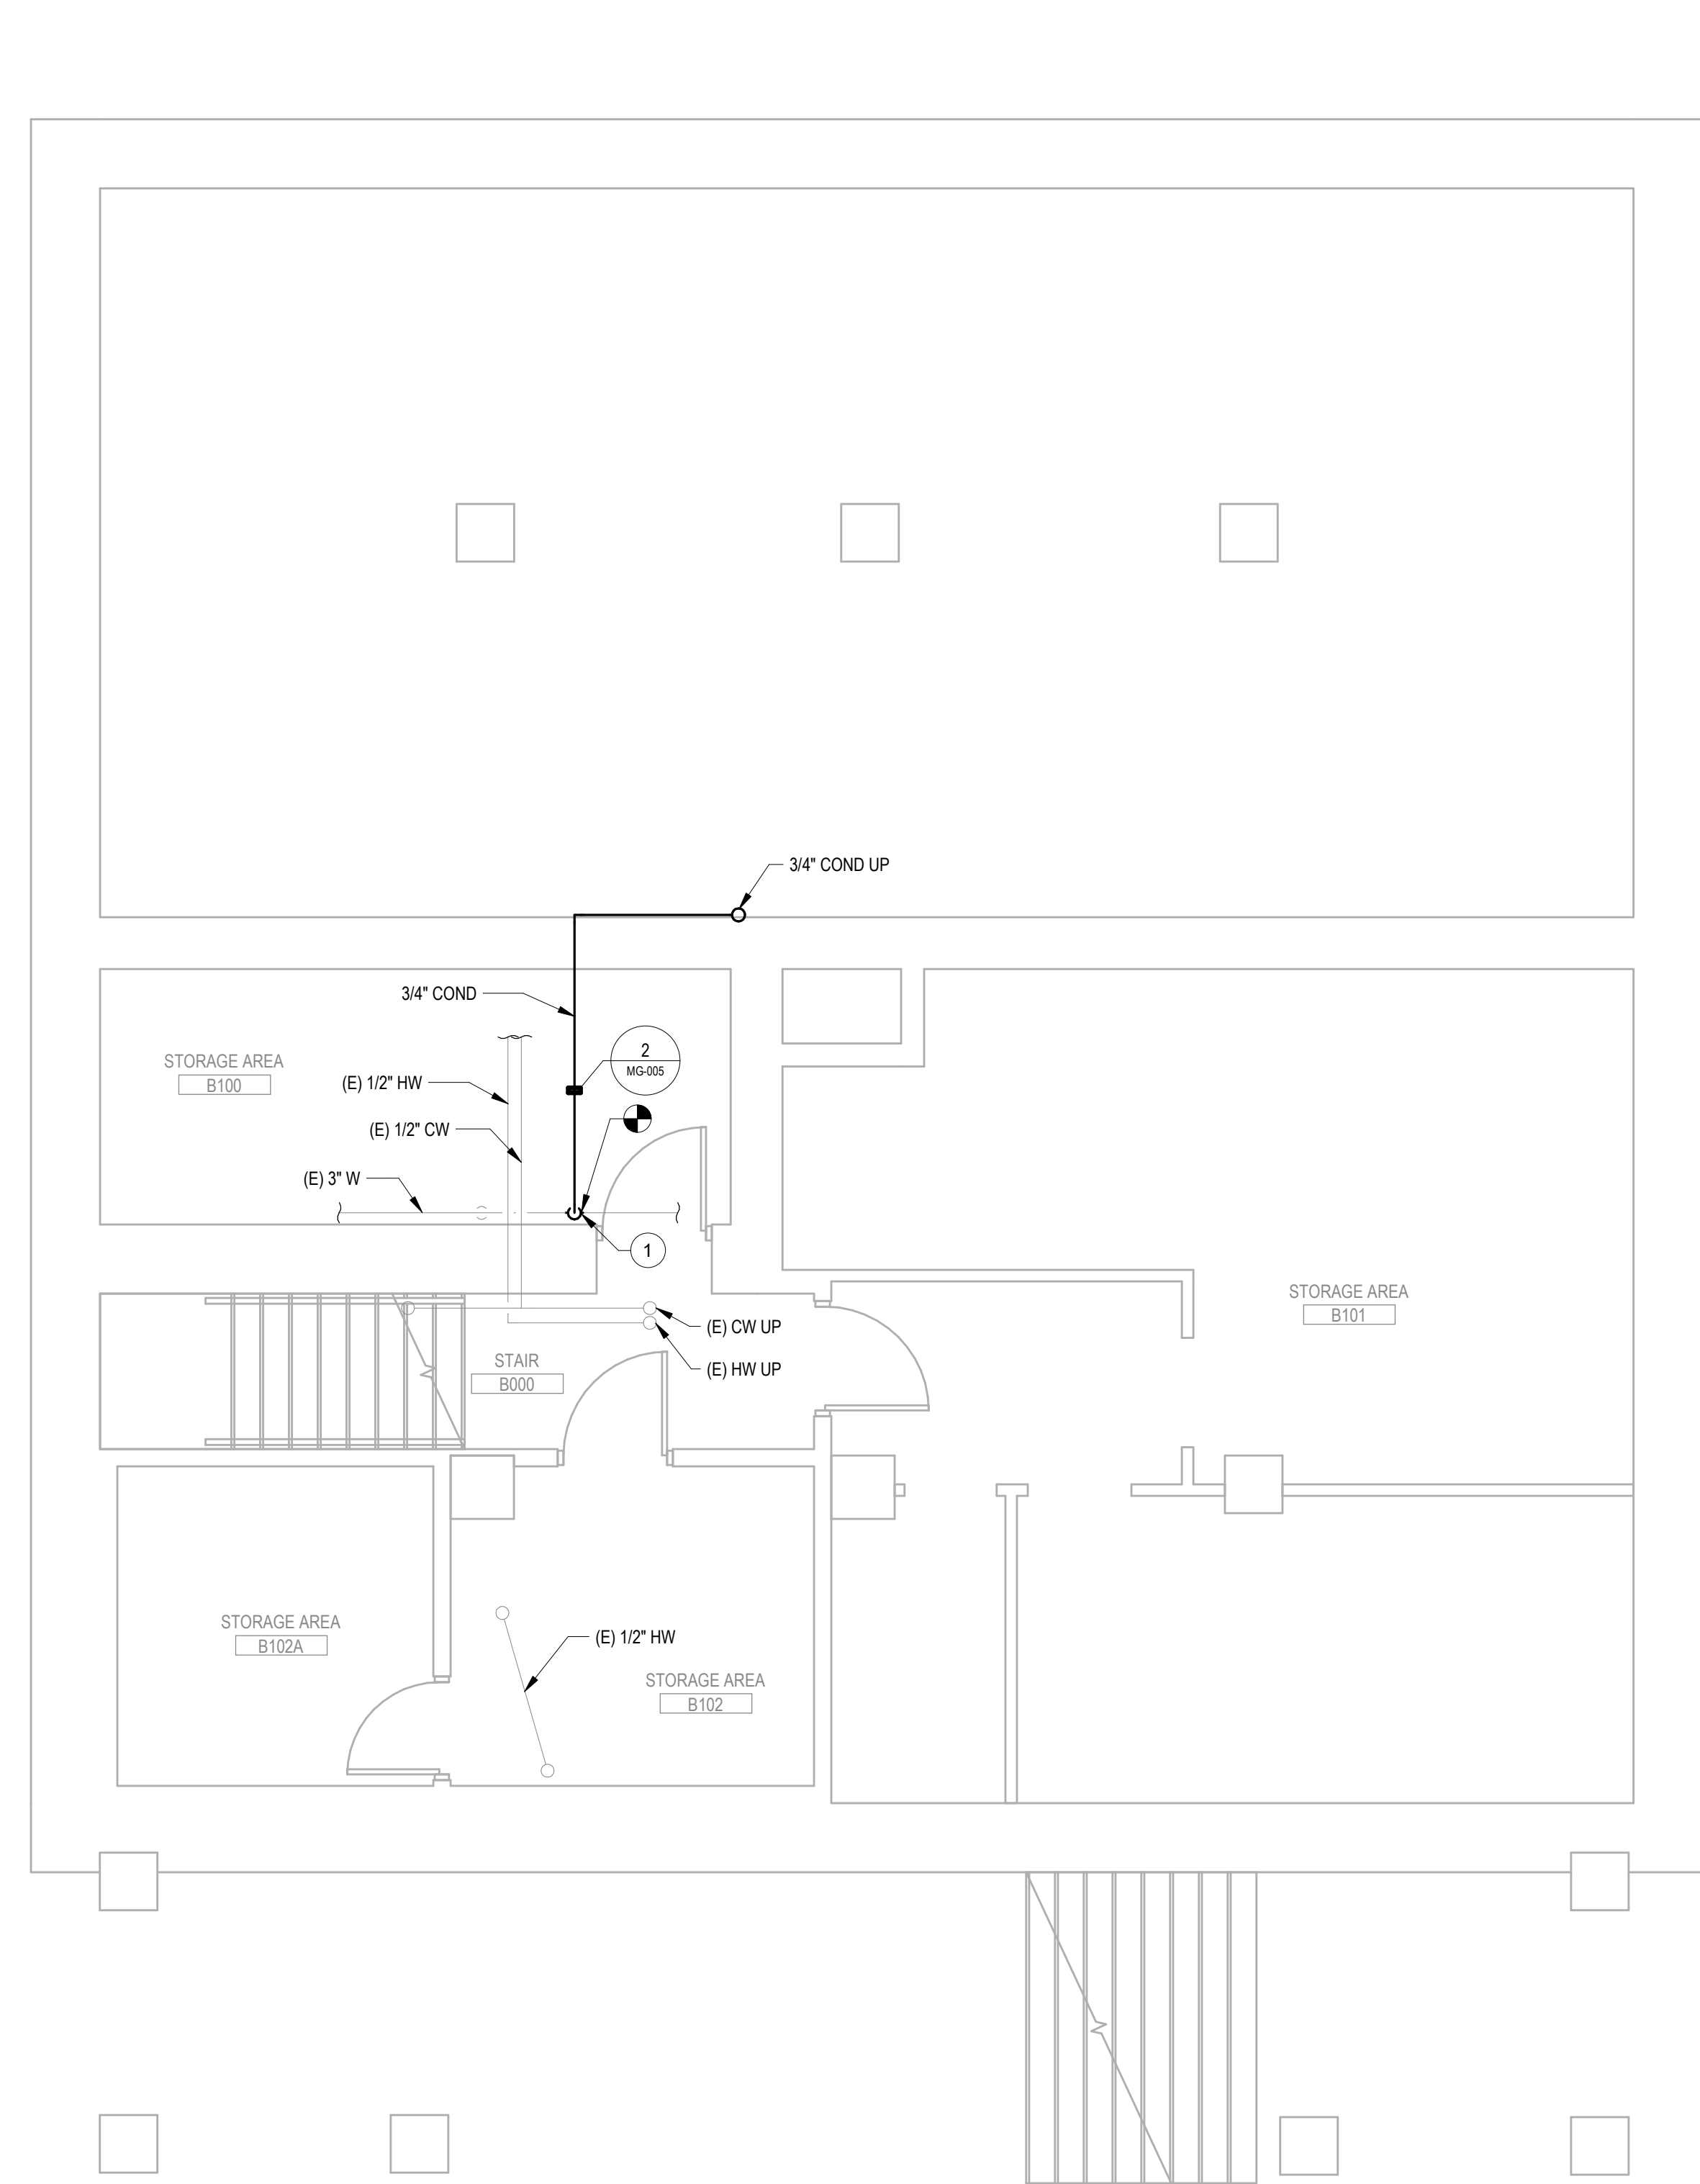 3/4" COND UP
3/4" COND
2
MG-005
STORAGE AREA
B100
(E) 1/2" HW
(E) 1/2" CW
(E) 3" W
1
STORAGE AREA
B101
(E) CW UP
STAIR
B000
(E) HW UP
STORAGE AREA
B102A
(E) 1/2" HW
STORAGE AREA
B102